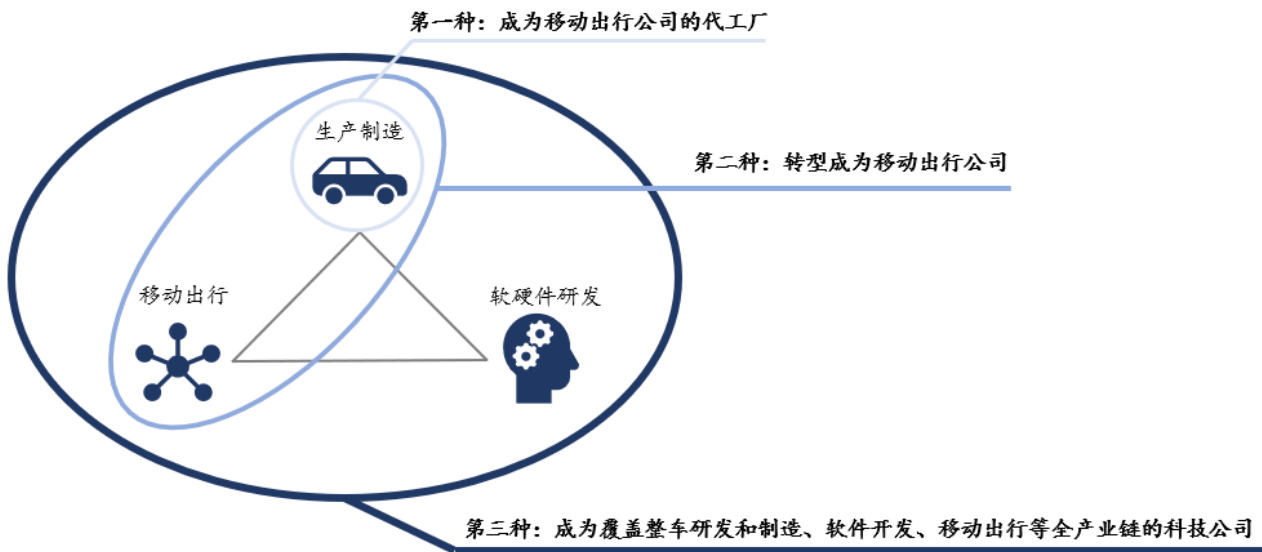 第一种：成为移动出行公司的代工厂
生产制造
第二种：转型成为移动出行公司
移动出行
软硬件研发
第三种：成为覆盖整车研发和制造、软件开发、移动出行等全产业链的科技公司